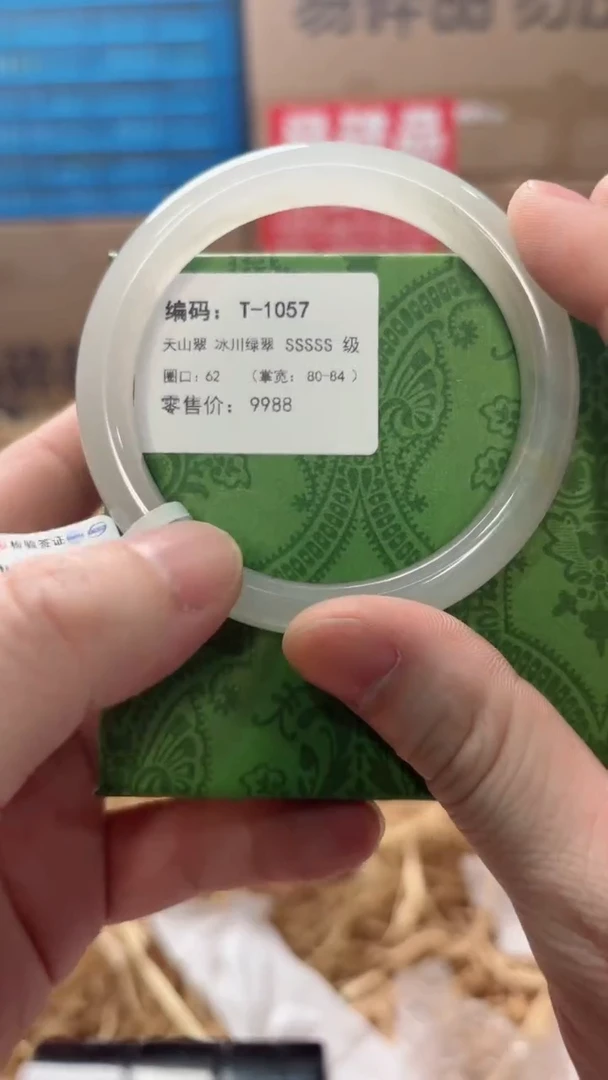 编码：T-1057
天山翠 冰川绿翠 SSSSS 级
圈口：62 （掌宽：80-84 ）
零售价：9988